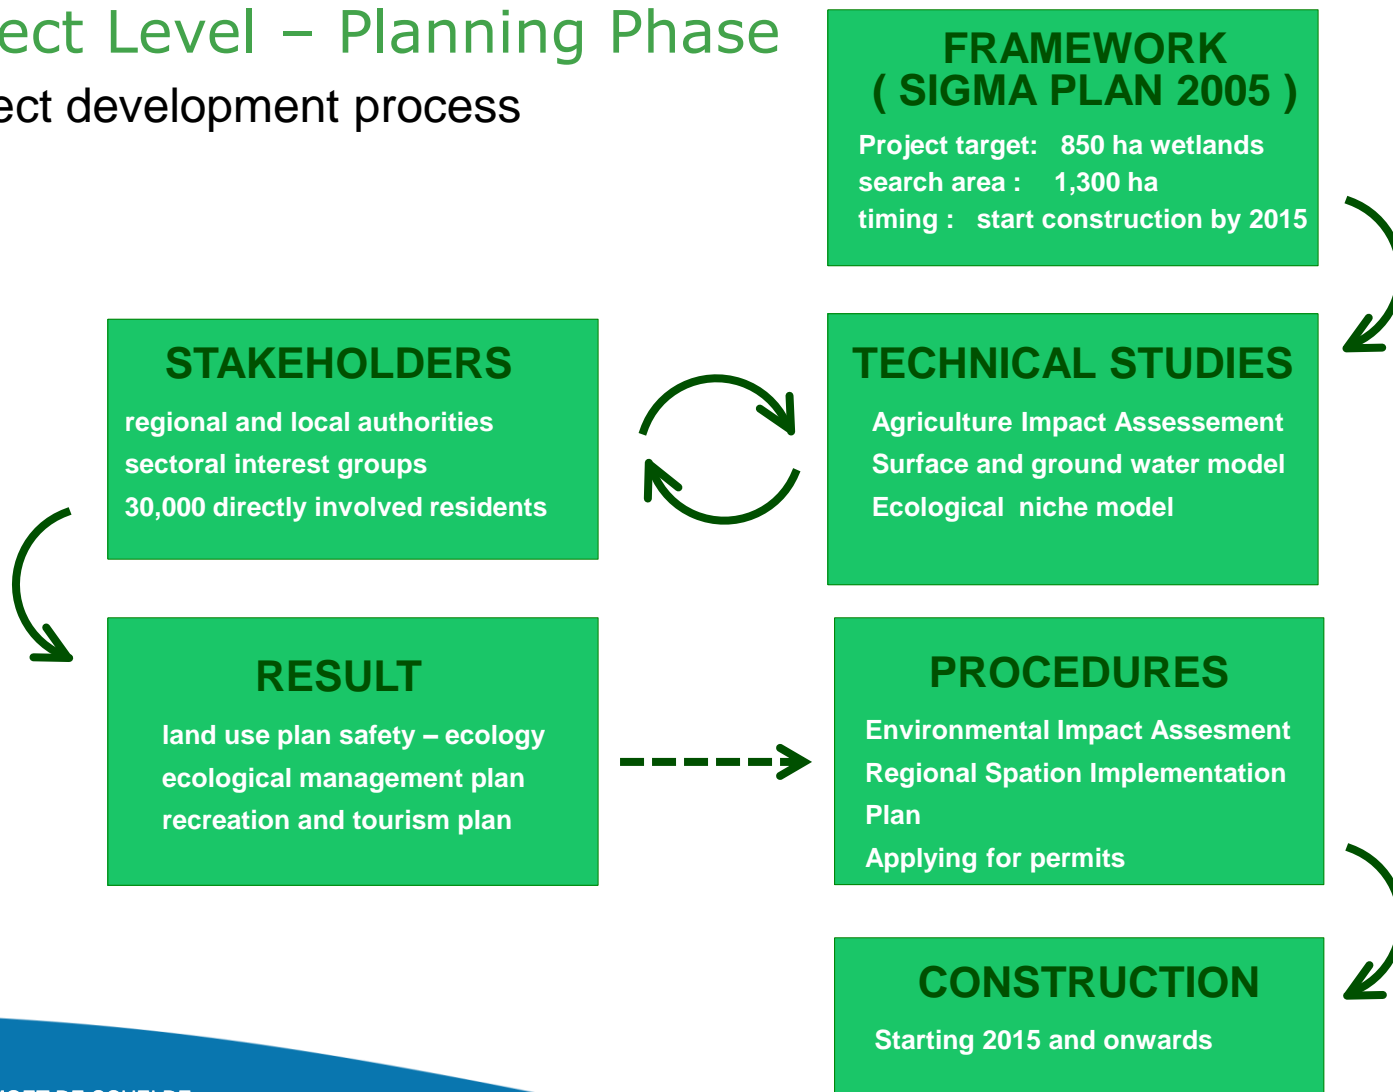 ect Level – Planning Phase
ect development process
FRAMEWORK
( SIGMA PLAN 2005 )
Project target: 850 ha wetlands
search area : 1,300 ha
timing : start construction by 2015
STAKEHOLDERS
regional and local authorities
sectoral interest groups
30,000 directly involved residents
TECHNICAL STUDIES
Agriculture Impact Assessement
Surface and ground water model
Ecological niche model
RESULT
land use plan safety – ecology
ecological management plan
recreation and tourism plan
PROCEDURES
Environmental Impact Assesment
Regional Spation Implementation
Plan
Applying for permits
CONSTRUCTION
Starting 2015 and onwards